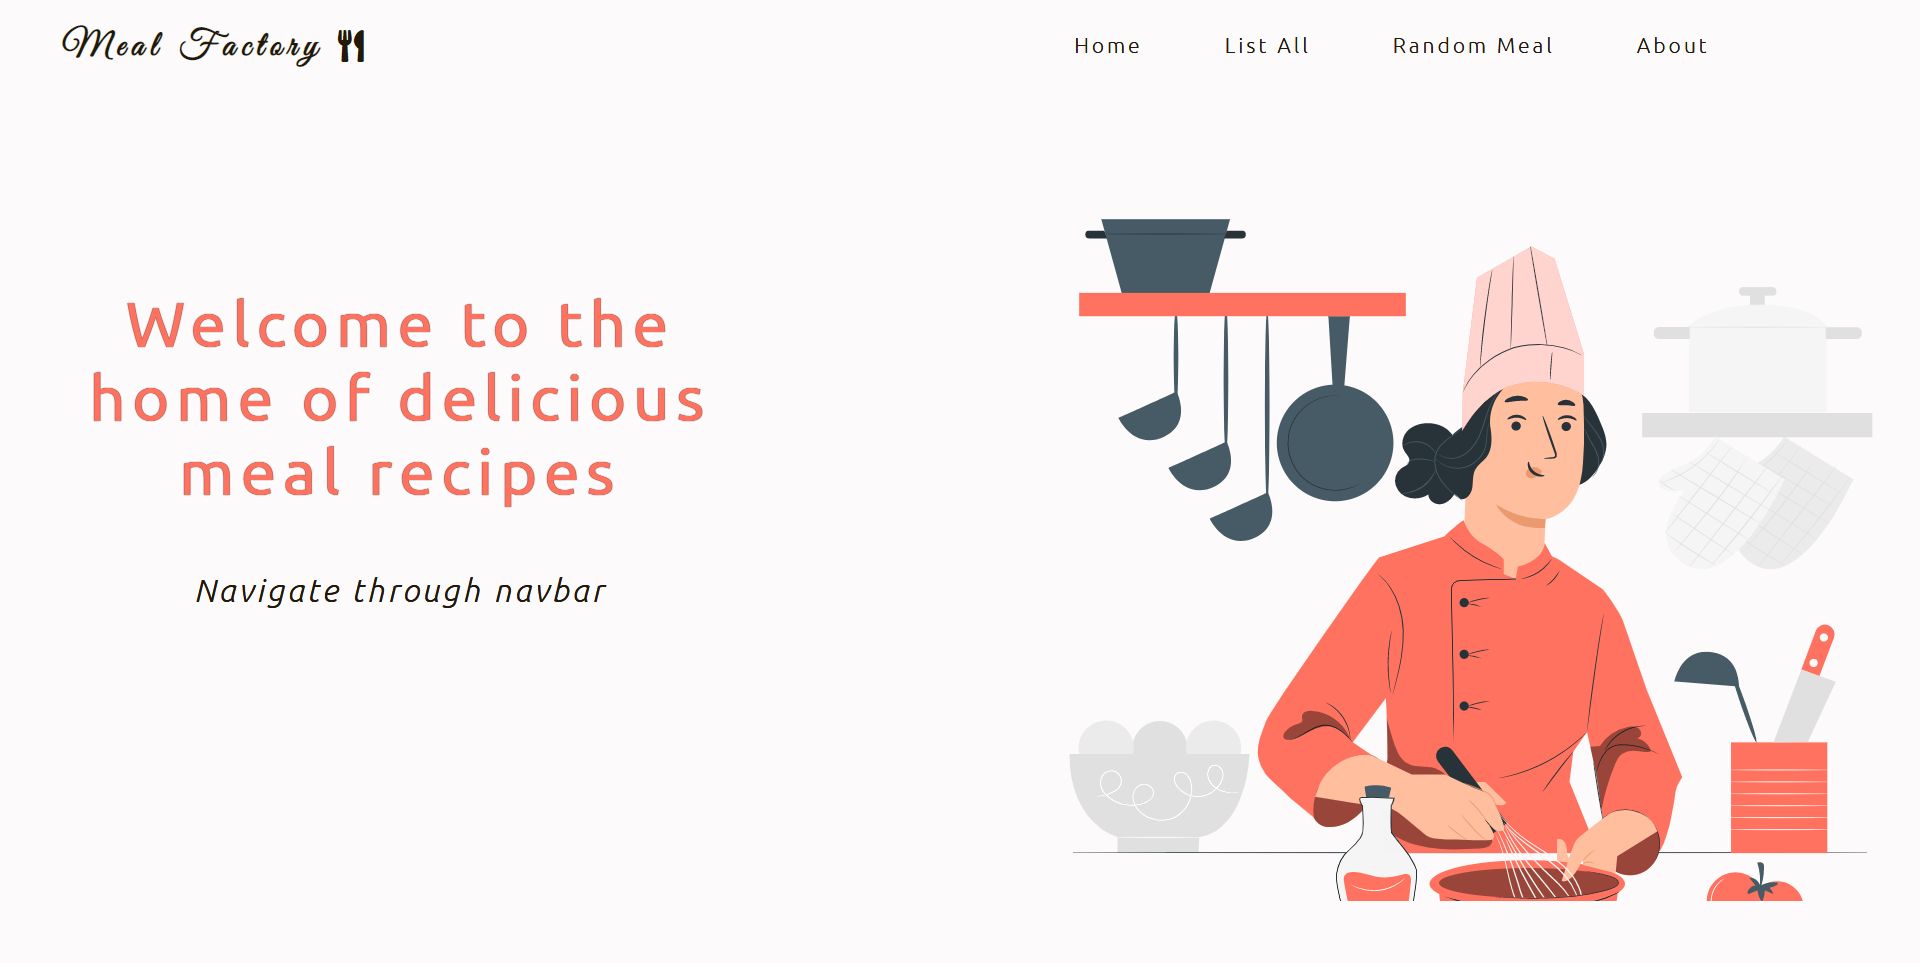 Meal Factory
Home List All Random Meal About
Welcome to the
home of delicious
meal recipes
Navigate through navbar